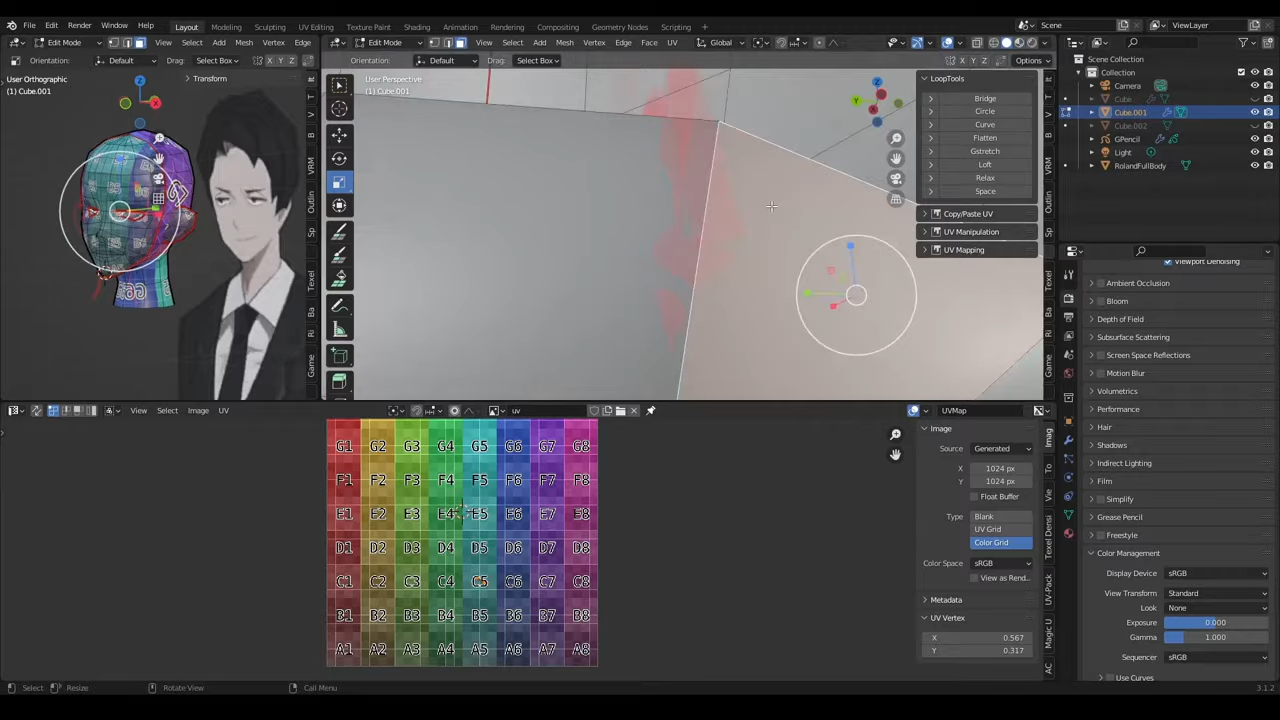 File Edit Render Window Help Layout Modeling Sculpting UV Editing Texture Paint Shading Animation Rendering Compositing Geometry Nodes Scripting + Scene ViewLayer
Edit Mode View Select Add Mesh Vertex Edge
Edit Mode View Select Add Mesh Vertex Edge Face UV Global
Orientation: Default Drag: Select Box X Y Z
Orientation: Default Drag: Select Box X Y Z Options
User Orthographic
(1) Cube.001
Transform
User Perspective
(1) Cube.001
LoopTools
Bridge
Circle
Curve
Flatten
Gstretch
Loft
Relax
Space
Copy/Paste UV
UV Manipulation
UV Mapping
Scene Collection
Collection
Camera
Cube
Cube.001
Cube.002
GPencil
Light
RolandFullBody
Viewport Denoising
Ambient Occlusion
Bloom
Depth of Field
Subsurface Scattering
Screen Space Reflections
Motion Blur
Volumetrics
Performance
Hair
Shadows
Indirect Lighting
Film
Simplify
Grease Pencil
Freestyle
Color Management
Display Device sRGB
View Transform Standard
Look None
Exposure 0.000
Gamma 1.000
Sequencer sRGB
Use Curves
View Select Image UV uv UVMap
G1 G2 G3 G4 G5 G6 G7 G8
F1 F2 F3 F4 F5 F6 F7 F8
E1 E2 E3 E4 E5 E6 E7 E8
D1 D2 D3 D4 D5 D6 D7 D8
C1 C2 C3 C4 C5 C6 C7 C8
B1 B2 B3 B4 B5 B6 B7 B8
A1 A2 A3 A4 A5 A6 A7 A8
Image
Source Generated
X 1024 px
Y 1024 px
Float Buffer
Type Blank
UV Grid
Color Grid
Color Space sRGB
View as Rend..
Metadata
UV Vertex
X 0.567
Y 0.317
Select Resize Rotate View Call Menu 3.1.2